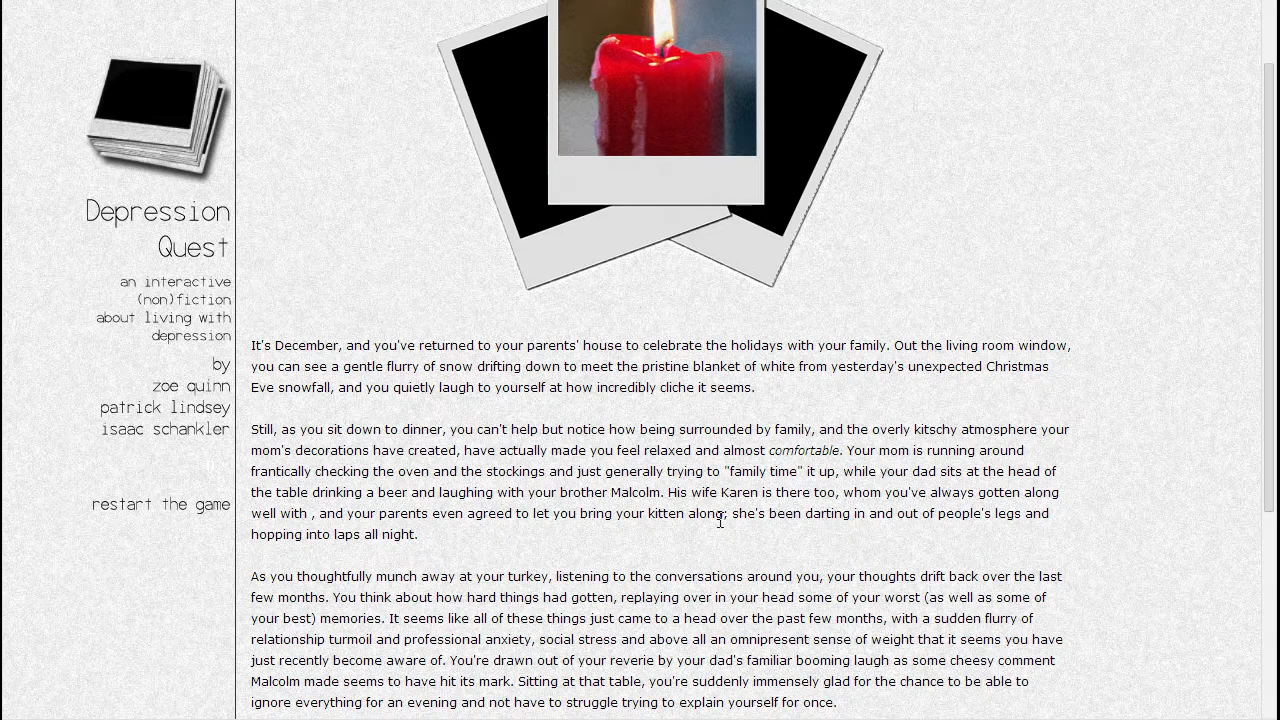 Depression
Quest
an interactive
(non)fiction
about living with
depression
by
zoe quinn
patrick lindsey
isaac schankler
restart the game
It's December, and you've returned to your parents' house to celebrate the holidays with your family. Out the living room window,
you can see a gentle flurry of snow drifting down to meet the pristine blanket of white from yesterday's unexpected Christmas
Eve snowfall, and you quietly laugh to yourself at how incredibly cliche it seems.
Still, as you sit down to dinner, you can't help but notice how being surrounded by family, and the overly kitschy atmosphere your
mom's decorations have created, have actually made you feel relaxed and almost comfortable. Your mom is running around
frantically checking the oven and the stockings and just generally trying to "family time" it up, while your dad sits at the head of
the table drinking a beer and laughing with your brother Malcolm. His wife Karen is there too, whom you've always gotten along
well with , and your parents even agreed to let you bring your kitten along; she's been darting in and out of people's legs and
hopping into laps all night.
As you thoughtfully munch away at your turkey, listening to the conversations around you, your thoughts drift back over the last
few months. You think about how hard things had gotten, replaying over in your head some of your worst (as well as some of
your best) memories. It seems like all of these things just came to a head over the past few months, with a sudden flurry of
relationship turmoil and professional anxiety, social stress and above all an omnipresent sense of weight that it seems you have
just recently become aware of. You're drawn out of your reverie by your dad's familiar booming laugh as some cheesy comment
Malcolm made seems to have hit its mark. Sitting at that table, you're suddenly immensely glad for the chance to be able to
ignore everything for an evening and not have to struggle trying to explain yourself for once.